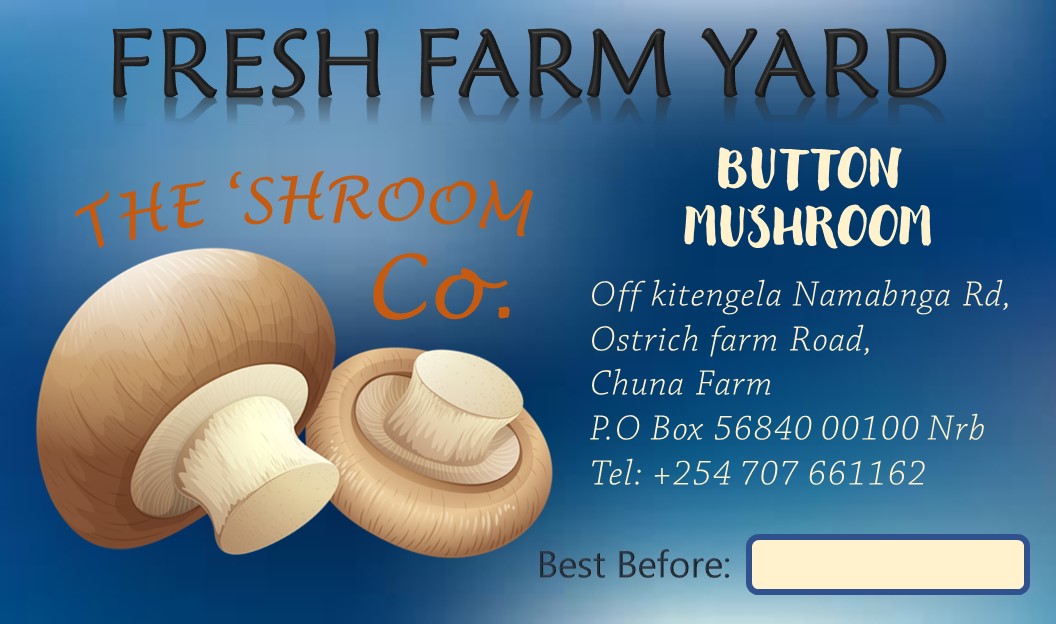 FRESH FARM YARD
THE ‘SHROOM
Co.
BUTTON
MUSHROOM
Off kitengela Namabnga Rd,
Ostrich farm Road,
Chuna Farm
P.O Box 56840 00100 Nrb
Tel: +254 707 661162
Best Before: